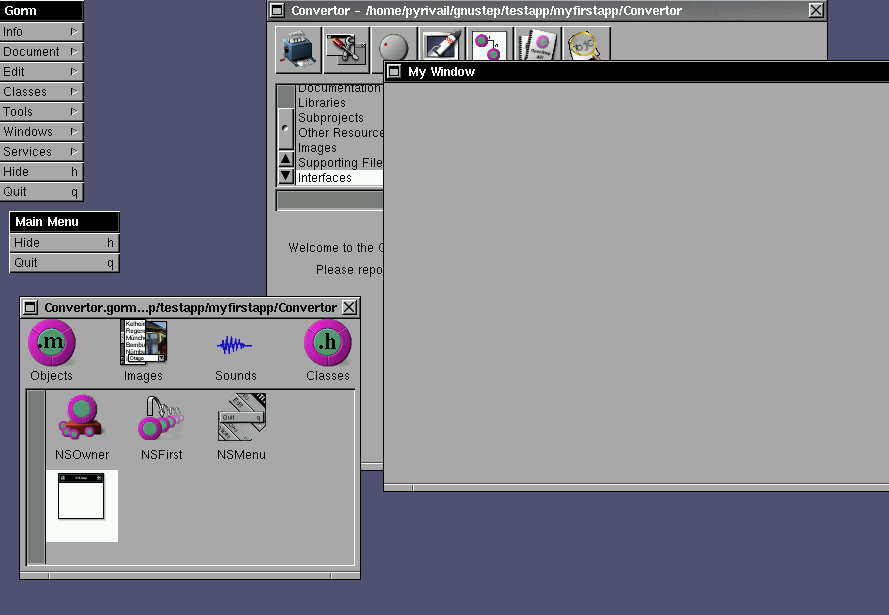 Gorm
Info
Document
Edit
Classes
Tools
Windows
Services
Hide h
Quit q
Main Menu
Hide h
Quit q
Convertor - /home/pyrivail/gnustep/testapp/myfirstapp/Convertor
Documentation
Libraries
Subprojects
Other Resource
Images
Supporting File
Interfaces
Welcome to the
Please repo
My Window
Convertor.gorm...p/testapp/myfirstapp/Convertor
.m
Objects
Images
Sounds
.h
Classes
NSOwner
NSFirst
Quit q
NSMenu